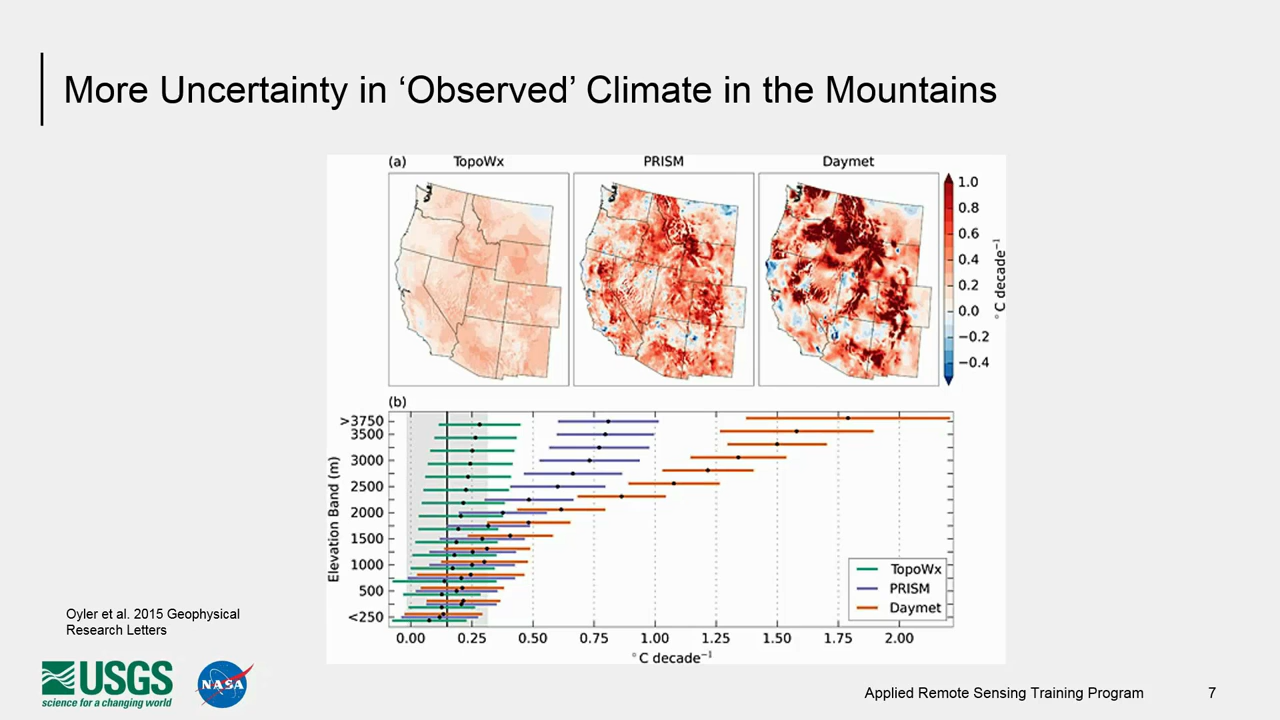 More Uncertainty in ‘Observed’ Climate in the Mountains
(a) TopoWx PRISM Daymet
1.0
0.8
0.6
0.4
0.2
0.0
−0.2
−0.4
°C decade⁻¹
(b)
>3750
3500
3000
2500
2000
1500
1000
500
<250
Elevation Band (m)
TopoWx
PRISM
Daymet
0.00 0.25 0.50 0.75 1.00 1.25 1.50 1.75 2.00
°C decade⁻¹
Oyler et al. 2015 Geophysical
Research Letters
USGS
science for a changing world
NASA
Applied Remote Sensing Training Program 7